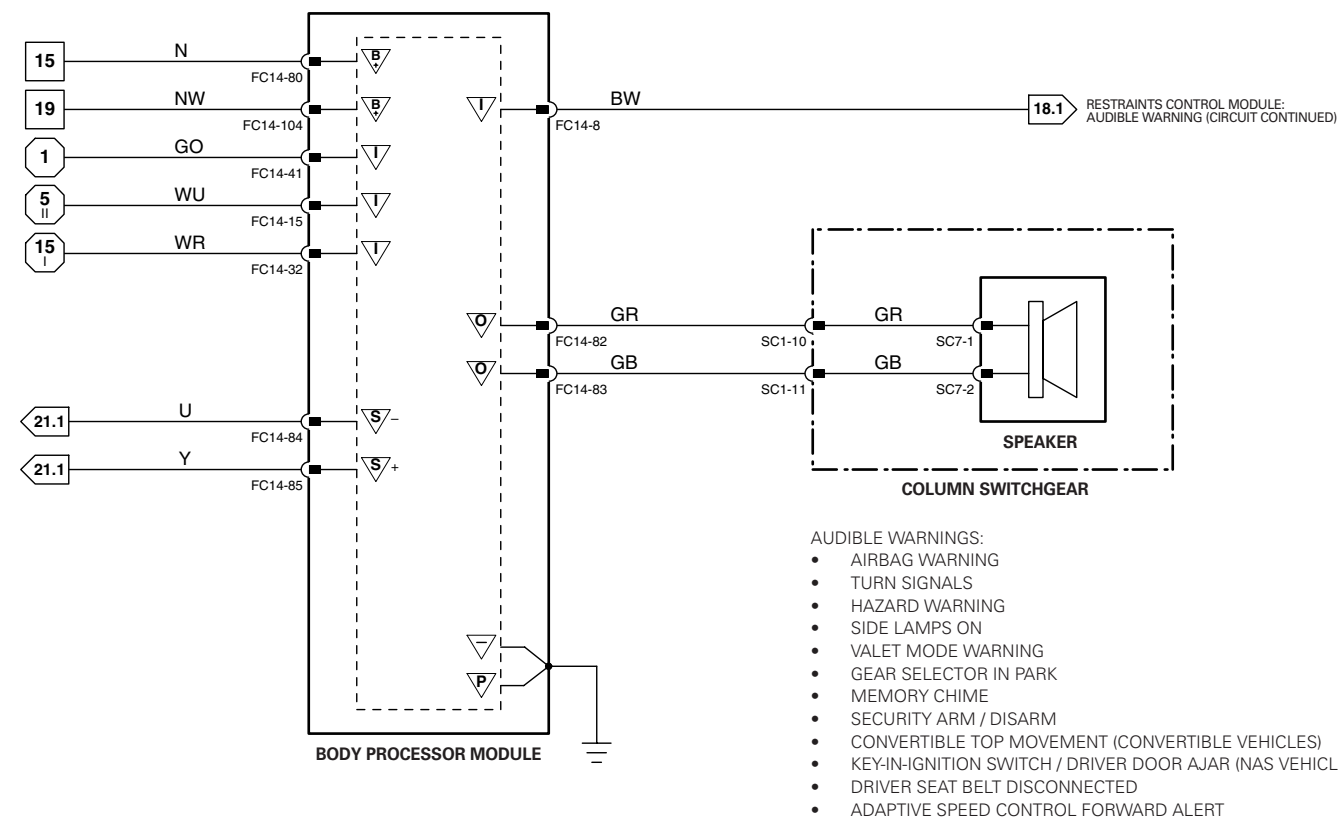 15 N FC14-80 B+
19 NW FC14-104 B+
1 GO FC14-41 I
5 II WU FC14-15 I
15 I WR FC14-32 I
21.1 U FC14-84 S –
21.1 Y FC14-85 S +
I FC14-8 BW 18.1 RESTRAINTS CONTROL MODULE:
AUDIBLE WARNING (CIRCUIT CONTINUED)
O FC14-82 GR SC1-10 GR SC7-1
O FC14-83 GB SC1-11 GB SC7-2
–
P
BODY PROCESSOR MODULE
SPEAKER
COLUMN SWITCHGEAR
AUDIBLE WARNINGS:
• AIRBAG WARNING
• TURN SIGNALS
• HAZARD WARNING
• SIDE LAMPS ON
• VALET MODE WARNING
• GEAR SELECTOR IN PARK
• MEMORY CHIME
• SECURITY ARM / DISARM
• CONVERTIBLE TOP MOVEMENT (CONVERTIBLE VEHICLES)
• KEY-IN-IGNITION SWITCH / DRIVER DOOR AJAR (NAS VEHICL
• DRIVER SEAT BELT DISCONNECTED
• ADAPTIVE SPEED CONTROL FORWARD ALERT